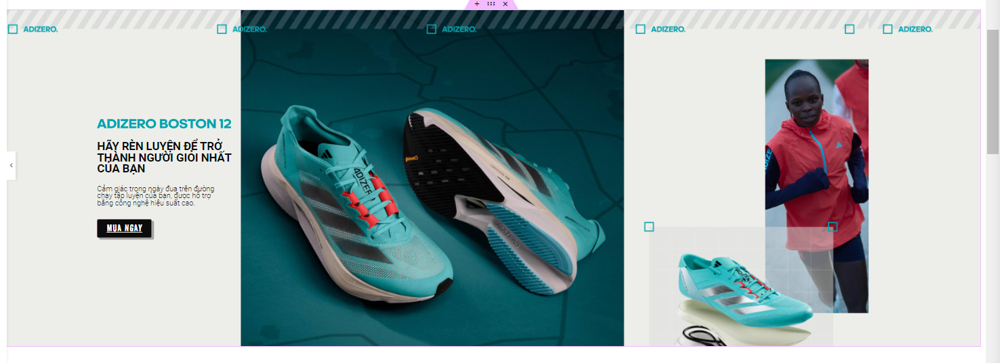 ADIZERO.
ADIZERO.
ADIZERO.
ADIZERO.
ADIZERO.
ADIZERO BOSTON 12
HÃY RÈN LUYỆN ĐỂ TRỞ
THÀNH NGƯỜI GIỎI NHẤT
CỦA BẠN
Cảm giác trong ngày đua trên đường
chạy tập luyện của bạn, được hỗ trợ
bằng công nghệ hiệu suất cao.
MUA NGAY
ADIZERO
ADIZERO